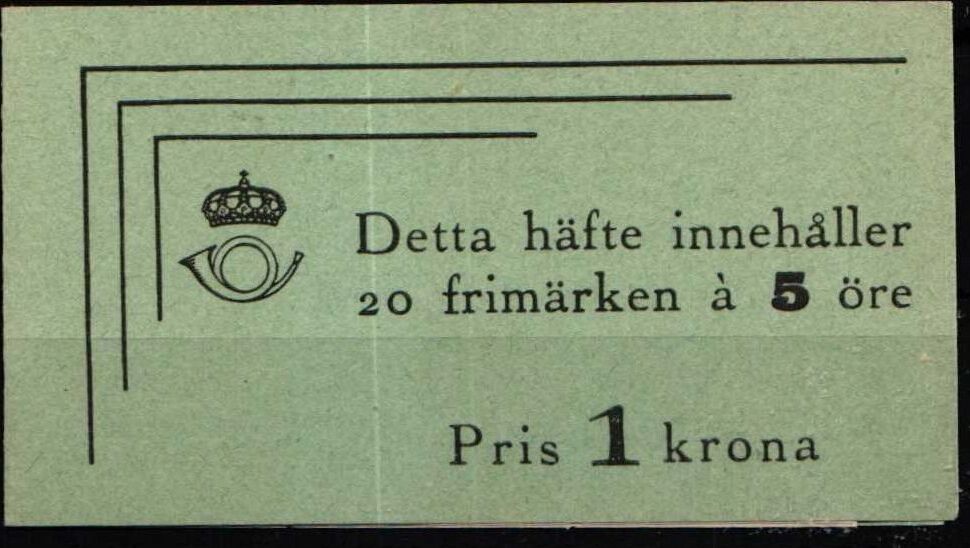 Detta häfte innehåller
20 frimärken à 5 öre
Pris 1 krona